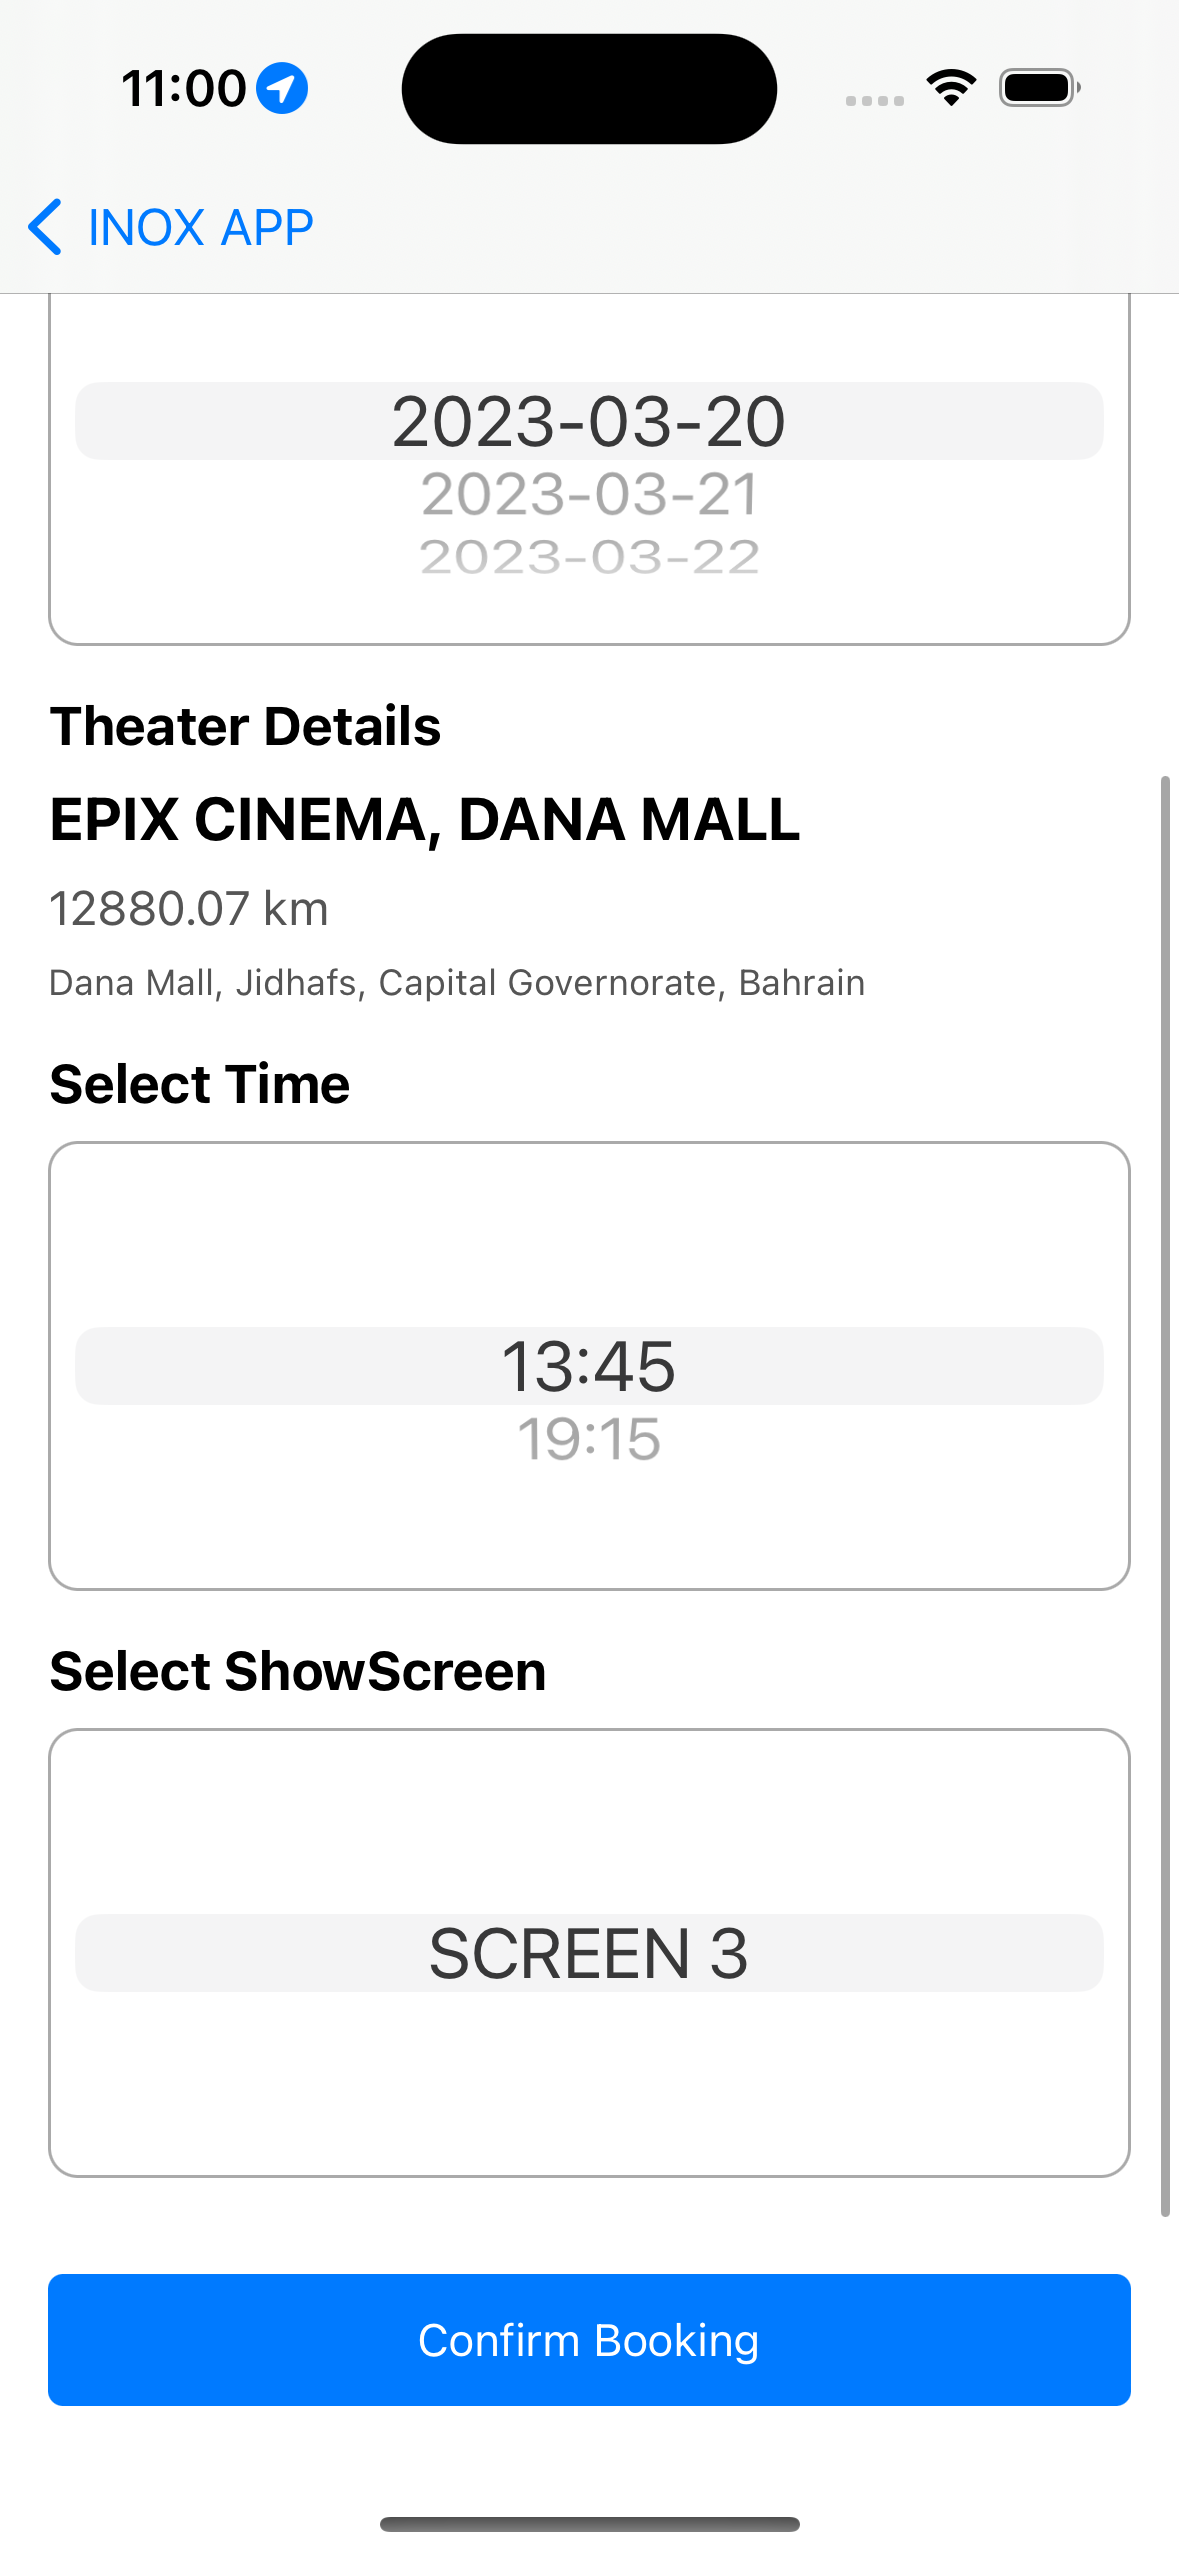 11:00
INOX APP
2023-03-20
2023-03-21
2023-03-22
Theater Details
EPIX CINEMA, DANA MALL
12880.07 km
Dana Mall, Jidhafs, Capital Governorate, Bahrain
Select Time
13:45
19:15
Select ShowScreen
SCREEN 3
Confirm Booking